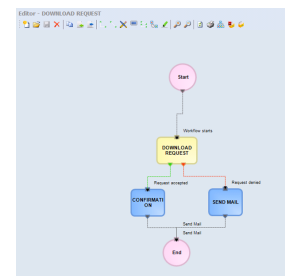 Editor - DOWNLOAD REQUEST
Start
Workflow starts
DOWNLOAD
REQUEST
Request accepted
Request denied
CONFIRMATI
ON
SEND MAIL
Send Mail
Send Mail
End